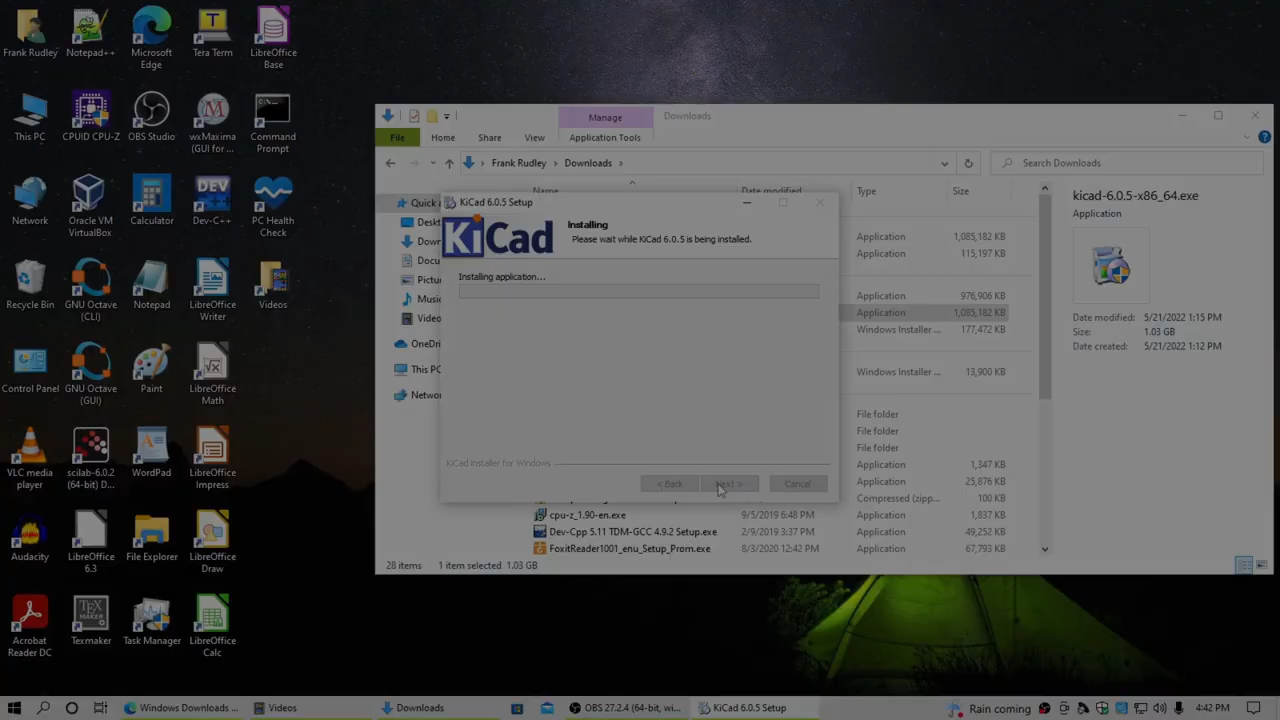 Frank Rudley
Notepad++
Microsoft Edge
Tera Term
LibreOffice Base
This PC
CPUID CPU-Z
OBS Studio
wxMaxima (GUI for ...
Command Prompt
Network
Oracle VM VirtualBox
Calculator
Dev-C++
PC Health Check
Recycle Bin
GNU Octave (CLI)
Notepad
LibreOffice Writer
Videos
Control Panel
GNU Octave (GUI)
Paint
LibreOffice Math
VLC media player
scilab-6.0.2 (64-bit) D...
WordPad
LibreOffice Impress
Audacity
LibreOffice 6.3
File Explorer
LibreOffice Draw
Acrobat Reader DC
Texmaker
Task Manager
LibreOffice Calc
Manage
Downloads
File
Home
Share
View
Application Tools
Frank Rudley > Downloads >
Search Downloads
Name
Date modified
Type
Size
Quick
Deskt
Down
Docu
Pictu
Music
Video
OneDri
This PC
Netwo
KiCad 6.0.5 Setup
KiCad
Installing
Please wait while KiCad 6.0.5 is being installed.
Installing application...
KiCad Installer for Windows
< Back
Next >
Cancel
Application 1,085,182 KB
Application 115,197 KB
Application 976,906 KB
Application 1,085,182 KB
Windows Installer ... 177,472 KB
Windows Installer ... 13,900 KB
File folder
File folder
File folder
Application 1,347 KB
Application 25,876 KB
Compressed (zipp... 100 KB
cpu-z_1.90-en.exe 9/5/2019 6:48 PM Application 1,837 KB
Dev-Cpp 5.11 TDM-GCC 4.9.2 Setup.exe 2/9/2019 3:37 PM Application 49,252 KB
FoxitReader1001_enu_Setup_Prom.exe 8/3/2020 12:42 PM Application 67,793 KB
28 items 1 item selected 1.03 GB
kicad-6.0.5-x86_64.exe
Application
Date modified: 5/21/2022 1:15 PM
Size: 1.03 GB
Date created: 5/21/2022 1:12 PM
Windows Downloads ...
Videos
Downloads
OBS 27.2.4 (64-bit, wi...
KiCad 6.0.5 Setup
Rain coming
4:42 PM